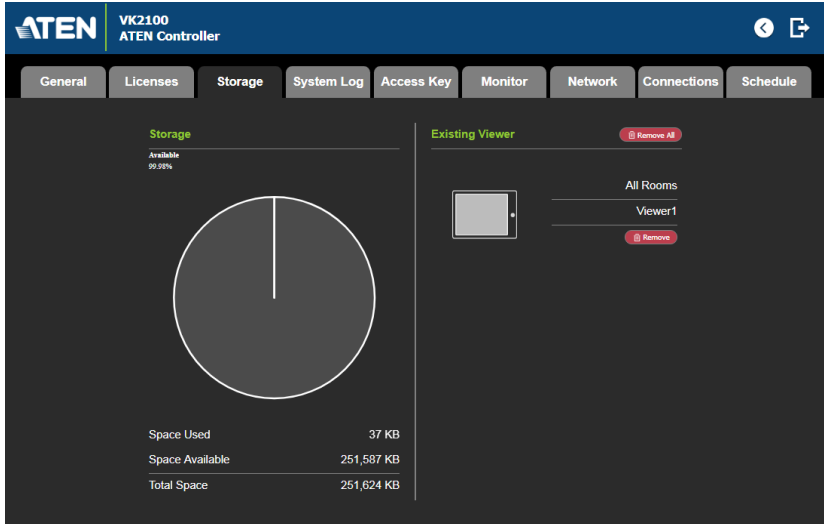 ATEN
VK2100
ATEN Controller
General Licenses Storage System Log Access Key Monitor Network Connections Schedule
Storage
Available
99.98%
Space Used 37 KB
Space Available 251,587 KB
Total Space 251,624 KB
Existing Viewer Remove All
All Rooms
Viewer1
Remove